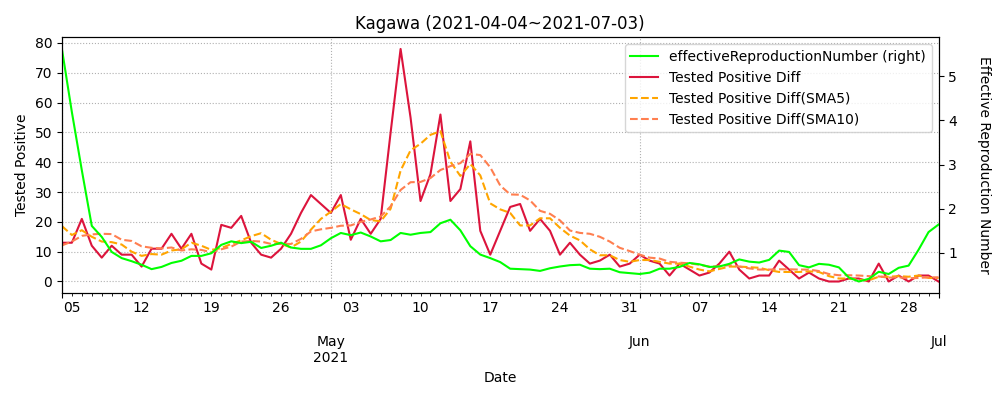 Kagawa (2021-04-04~2021-07-03)
effectiveReproductionNumber (right)
Tested Positive Diff
Tested Positive Diff(SMA5)
Tested Positive Diff(SMA10)
Tested Positive
80
70
60
50
40
30
20
10
0
Effective Reproduction Number
5
4
3
2
1
05 12 19 26 03 10 17 24 07 14 21 28
May Jun Jul
2021
Date